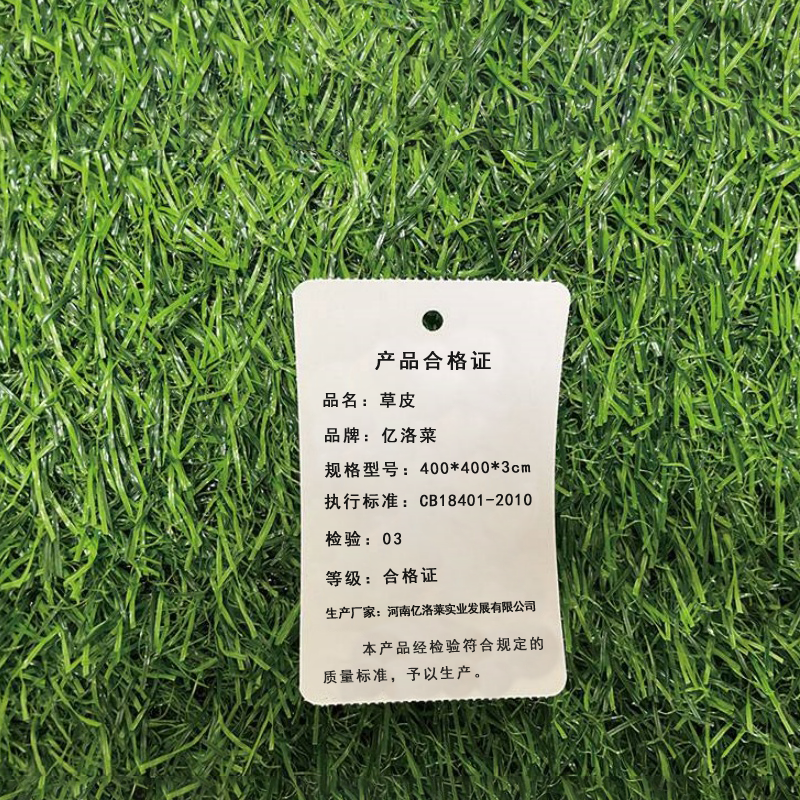 产品合格证
品名：草皮
品牌：亿洛菜
规格型号：400*400*3cm
执行标准：CB18401-2010
检验：03
等级：合格证
生产厂家：河南亿洛莱实业发展有限公司
本产品经检验符合规定的
质量标准，予以生产。